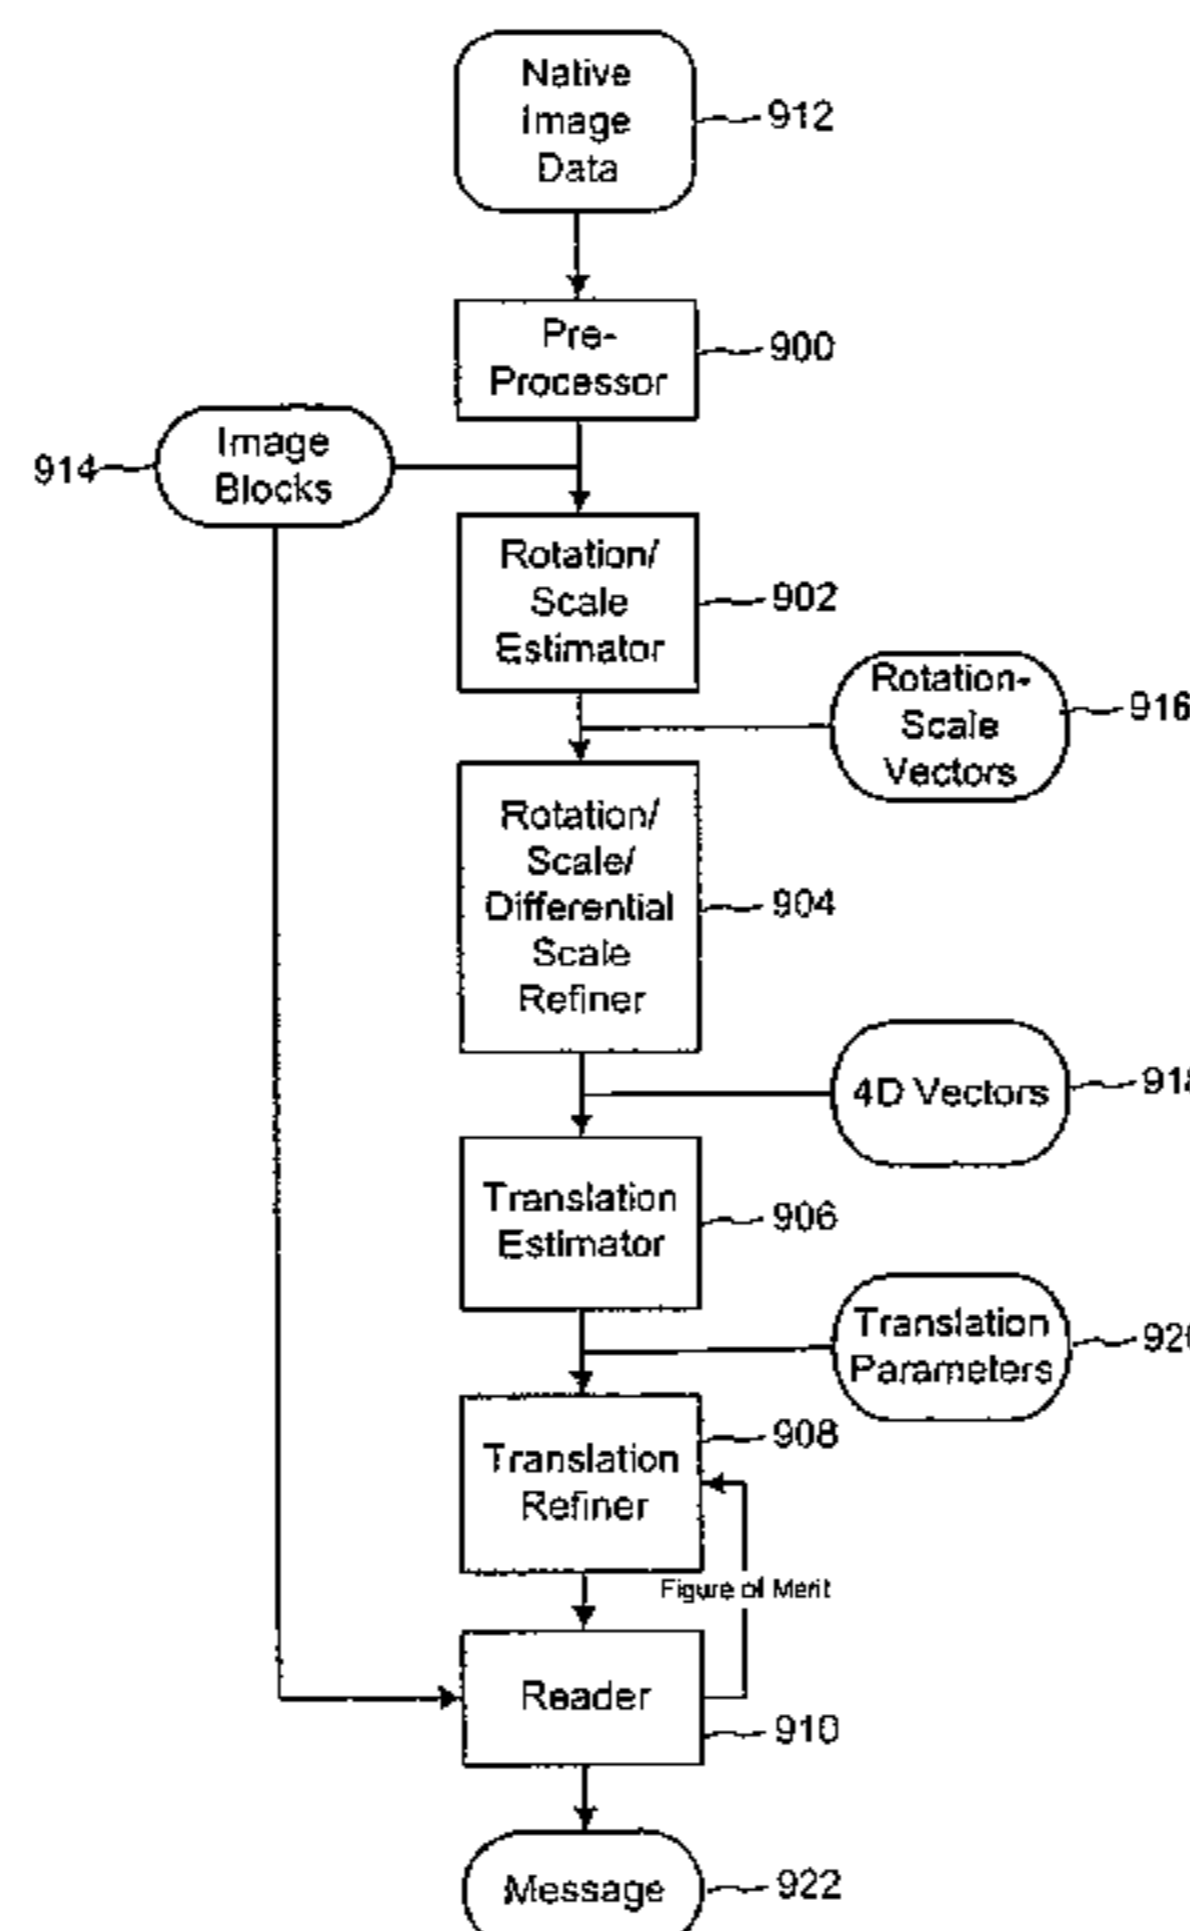 Native
Image
Data
912
Pre-
Processor
900
Image
Blocks
914
Rotation/
Scale
Estimator
902
Rotation-
Scale
Vectors
916
Rotation/
Scale/
Differential
Scale
Refiner
904
4D Vectors
Translation
Estimator
906
Translation
Parameters
Translation
Refiner
908
Figure of Merit
Reader
910
Message
922